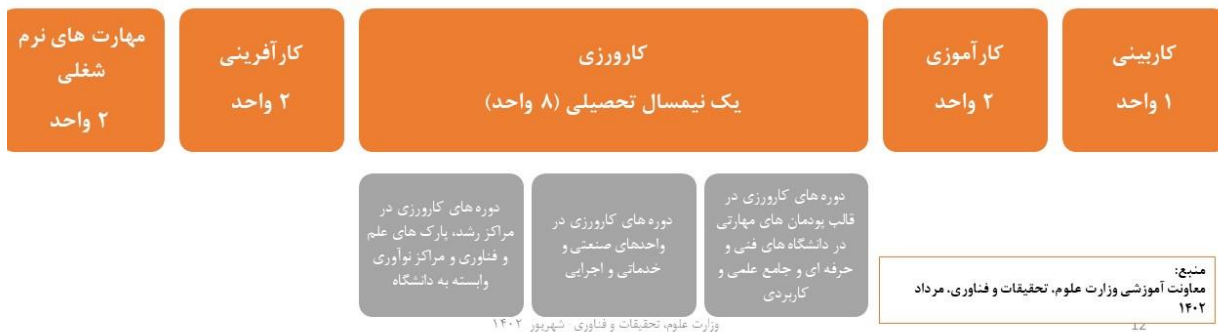 کاربینی
۱ واحد
کارآموزی
۲ واحد
کارورزی
یک نیمسال تحصیلی (۸ واحد)
کارآفرینی
۲ واحد
مهارت های نرم
شغلی
۲ واحد
دوره های کارورزی در
قالب پودمان های مهارتی
در دانشگاه های فنی و
حرفه ای و جامع علمی و
کاربردی
دوره های کارورزی در
واحدهای صنعتی و
خدماتی و اجرایی
دوره های کارورزی در
مراکز رشد، پارک های علم
و فناوری و مراکز نوآوری
وابسته به دانشگاه
منبع:
معاونت آموزشی وزارت علوم، تحقیقات و فناوری، مرداد
۱۴۰۲
وزارت علوم، تحقیقات و فناوری شهریور ۱۴۰۲
12